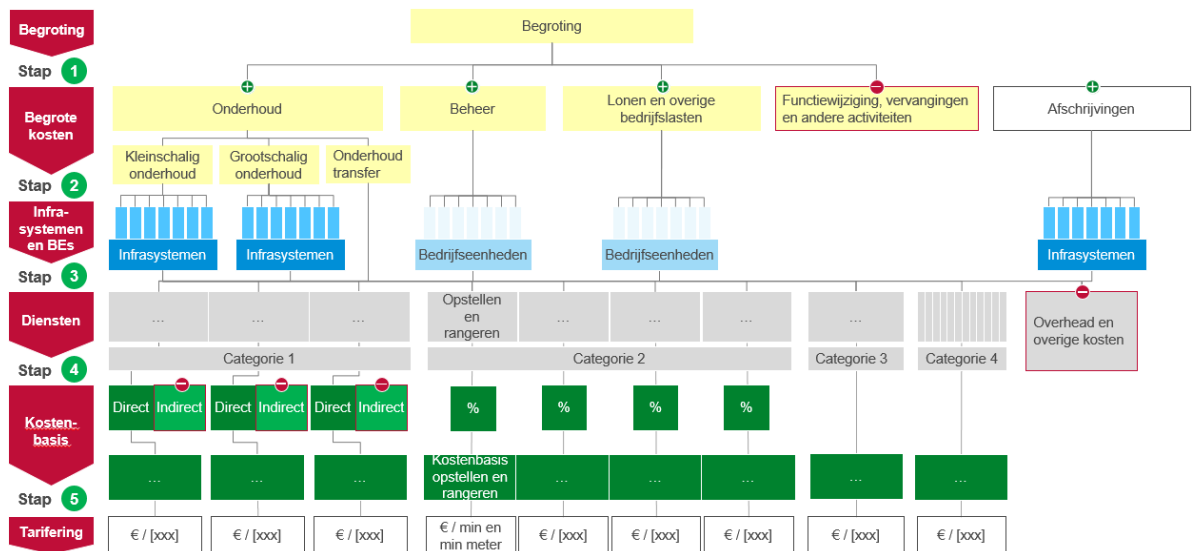 Begroting
Begroting
Stap 1
Onderhoud
Beheer
Lonen en overige
bedrijfslasten
Functiewijziging, vervangingen
en andere activiteiten
Afschrijvingen
Begrote
kosten
Kleinschalig
onderhoud
Grootschalig
onderhoud
Onderhoud
transfer
Stap 2
Infra-
systemen
en BEs
Infrasystemen
Infrasystemen
Bedrijfseenheden
Bedrijfseenheden
Infrasystemen
Stap 3
Diensten
...
...
...
Opstellen
en
rangeren
...
...
...
...
Overhead en
overige kosten
Categorie 1
Categorie 2
Categorie 3
Categorie 4
Stap 4
Direct
Indirect
Direct
Indirect
Direct
Indirect
%
%
%
%
Kosten-
basis
...
...
...
Kostenbasis
opstellen en
rangeren
...
...
...
...
...
Stap 5
Tarifering
€ / [xxx]
€ / [xxx]
€ / [xxx]
€ / min en
min meter
€ / [xxx]
€ / [xxx]
€ / [xxx]
€ / [xxx]
€ / [xxx]